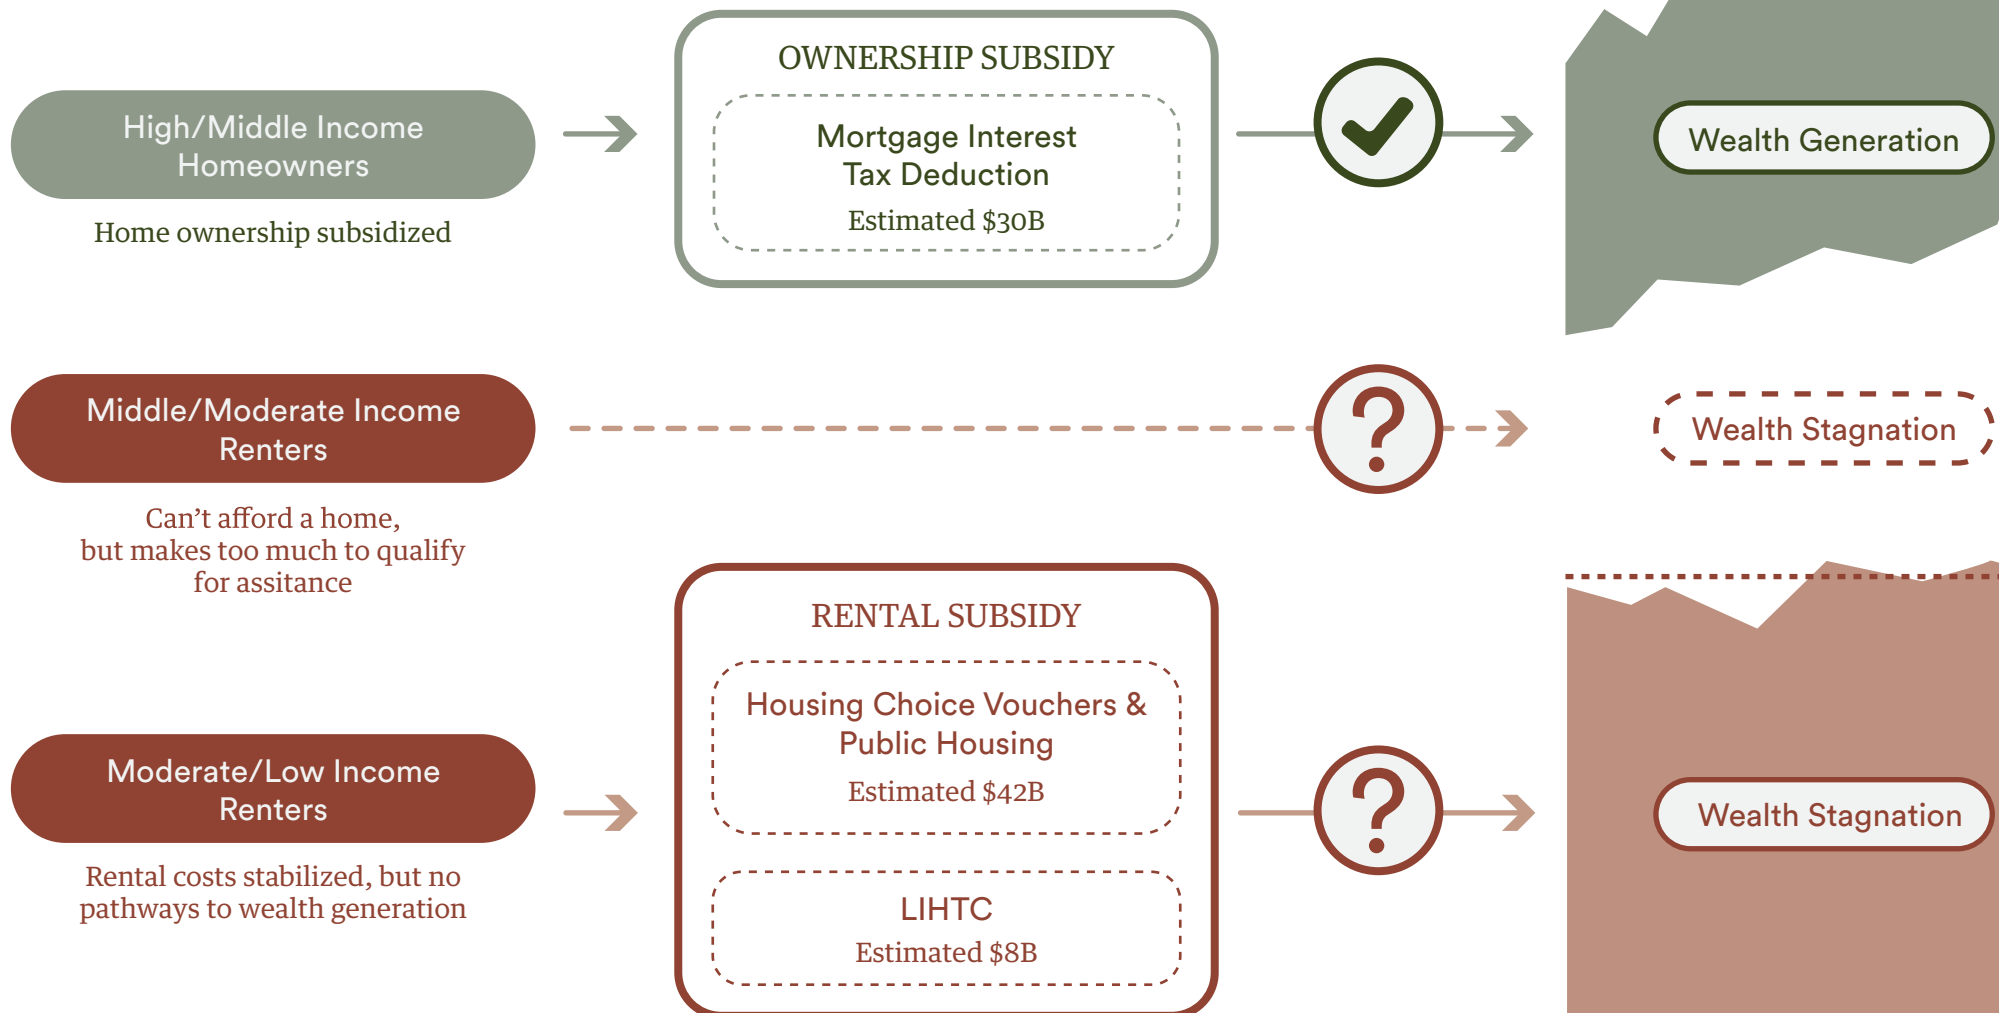 OWNERSHIP SUBSIDY
High/Middle Income
Homeowners
Home ownership subsidized
Mortgage Interest
Tax Deduction
Estimated $30B
Wealth Generation
Middle/Moderate Income
Renters
Can’t afford a home,
but makes too much to qualify
for assitance
?
Wealth Stagnation
Moderate/Low Income
Renters
Rental costs stabilized, but no
pathways to wealth generation
RENTAL SUBSIDY
Housing Choice Vouchers &
Public Housing
Estimated $42B
LIHTC
Estimated $8B
?
Wealth Stagnation